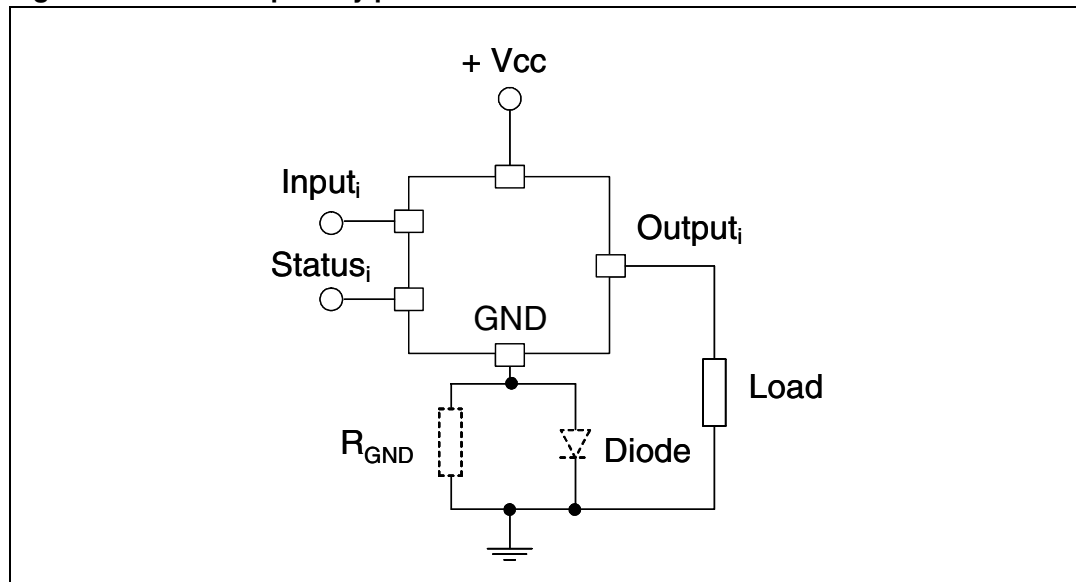 + Vcc
Inputᵢ
Outputᵢ
Statusᵢ
GND
Load
R_GND
Diode